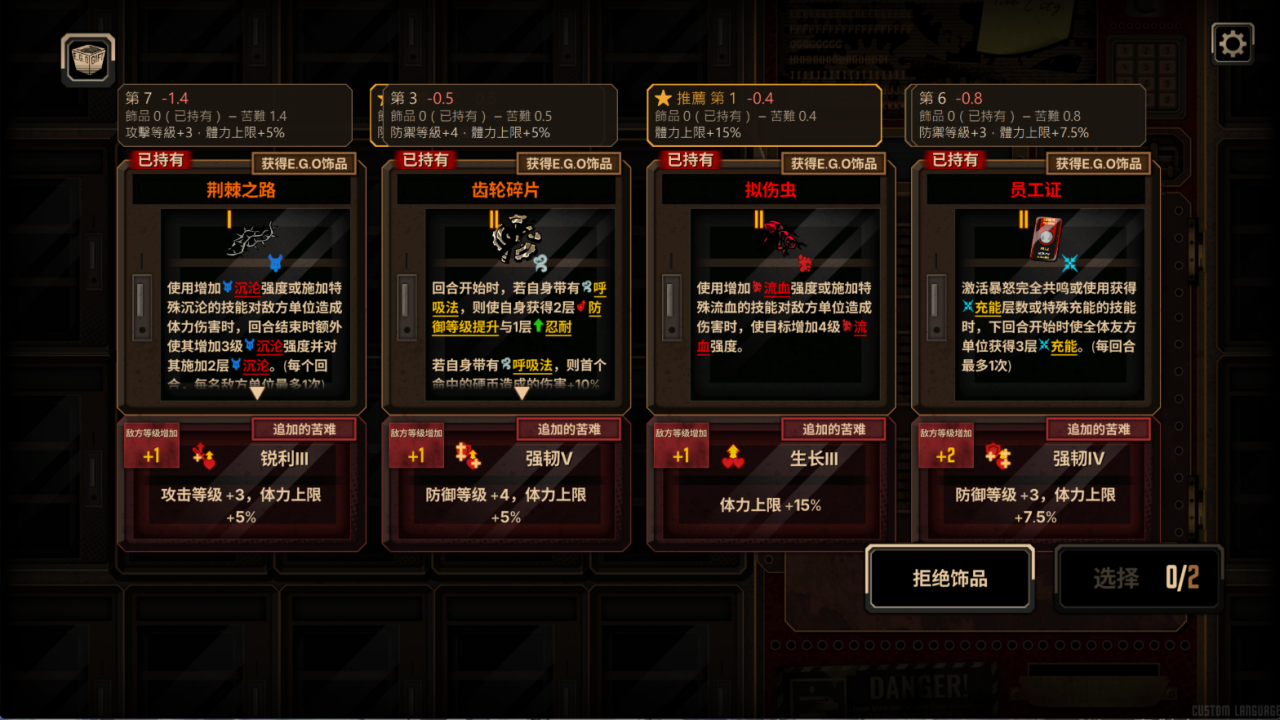 第 7 -1.4
飾品 0 ( 已持有 ) – 苦難 1.4
攻擊等級+3 · 體力上限+5%
第 3 -0.5
飾品 0 ( 已持有 ) – 苦難 0.5
防禦等級+4 · 體力上限+5%
推薦 第 1 -0.4
飾品 0 ( 已持有 ) – 苦難 0.4
體力上限+15%
第 6 -0.8
飾品 0 ( 已持有 ) – 苦難 0.8
防禦等級+3 · 體力上限+7.5%
已持有
获得E.G.O饰品
荆棘之路
I
使用增加沉沦强度或施加特
殊沉沦的技能对敌方单位造成
体力伤害时，回合结束时额外
使其增加3级沉沦强度并对
其施加2层沉沦。(每个回
合，每名敌方单位最多1次)
敌方等级增加
+1
追加的苦难
锐利III
攻击等级 +3，体力上限
+5%
已持有
获得E.G.O饰品
齿轮碎片
II
回合开始时，若自身带有呼
吸法，则使自身获得2层防
御等级提升与1层忍耐
若自身带有呼吸法，则首个
命中的硬币造成的伤害+10%
敌方等级增加
+1
追加的苦难
强韧V
防御等级 +4，体力上限
+5%
已持有
获得E.G.O饰品
拟伤虫
II
使用增加流血强度或施加特
殊流血的技能对敌方单位造成
伤害时，使目标增加4级流
血强度。
敌方等级增加
+1
追加的苦难
生长III
体力上限 +15%
已持有
获得E.G.O饰品
员工证
II
激活暴怒完全共鸣或使用获得
充能层数或特殊充能的技能
时，下回合开始时使全体友方
单位获得3层充能。(每回合
最多1次)
敌方等级增加
+2
追加的苦难
强韧IV
防御等级 +3，体力上限
+7.5%
拒绝饰品
选择 0/2
DANGER!
CUSTOM LANGUAGE